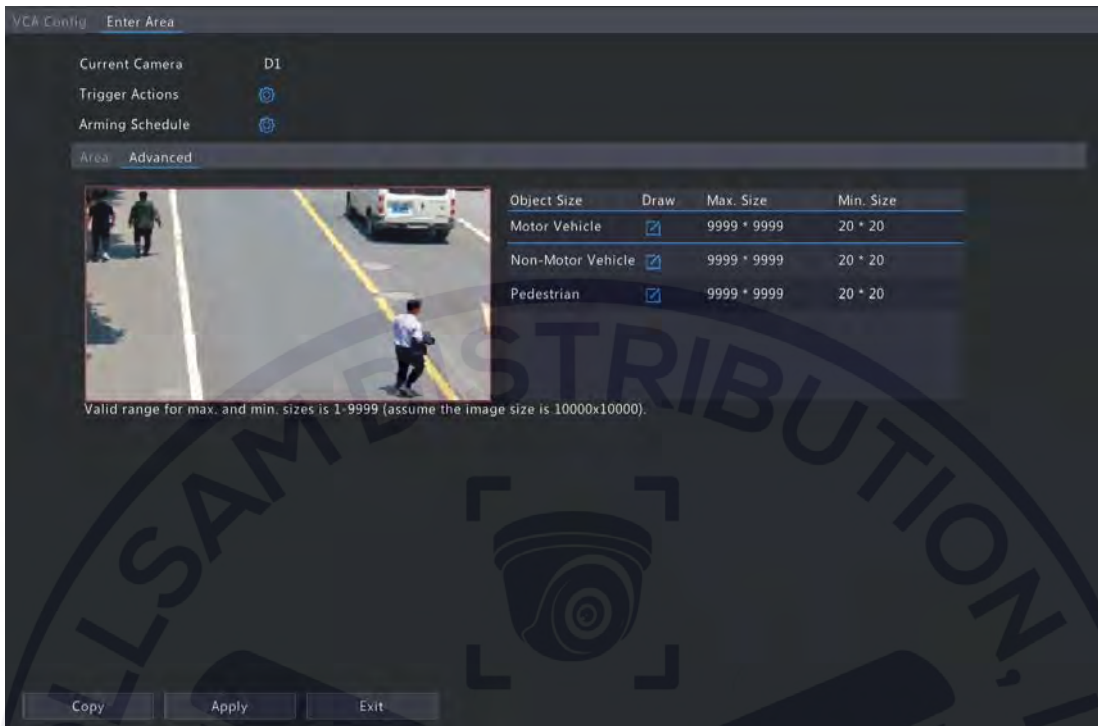 VCA Config Enter Area
Current Camera D1
Trigger Actions
Arming Schedule
Area Advanced
Object Size Draw Max. Size Min. Size
Motor Vehicle 9999 * 9999 20 * 20
Non-Motor Vehicle 9999 * 9999 20 * 20
Pedestrian 9999 * 9999 20 * 20
Valid range for max. and min. sizes is 1-9999 (assume the image size is 10000x10000).
Copy Apply Exit